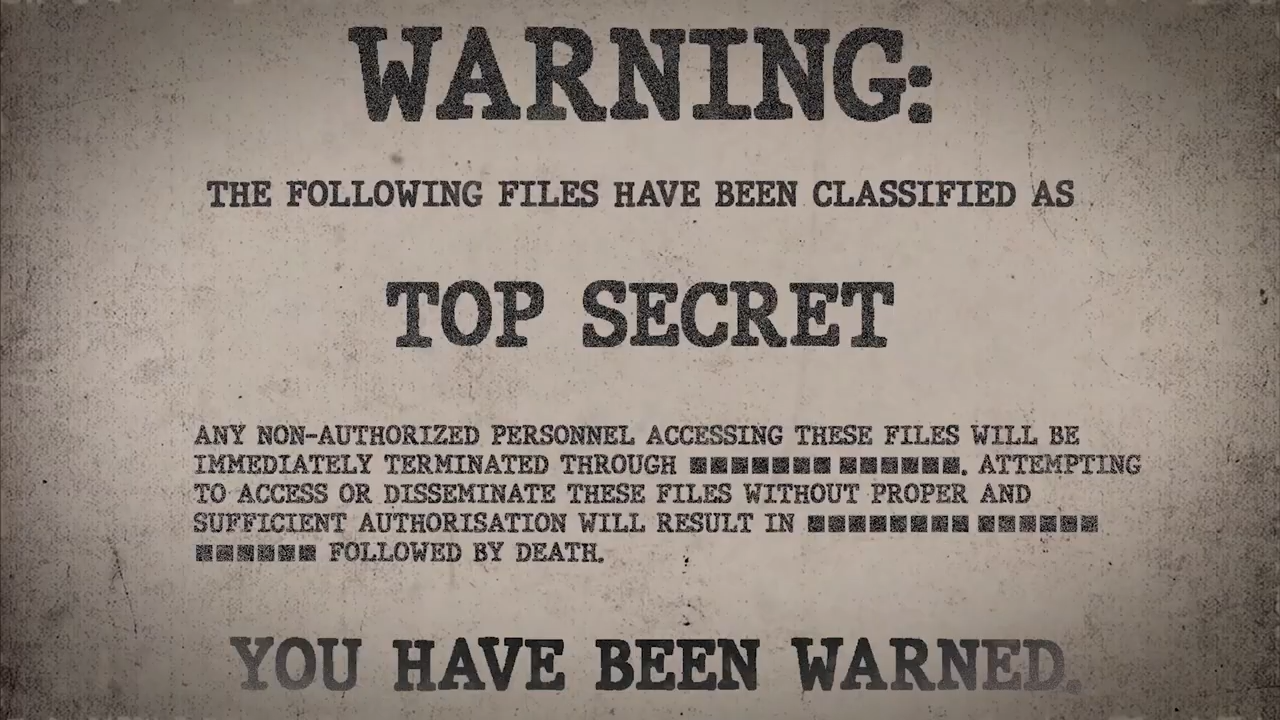 WARNING:
THE FOLLOWING FILES HAVE BEEN CLASSIFIED AS
TOP SECRET
ANY NON-AUTHORIZED PERSONNEL ACCESSING THESE FILES WILL BE
IMMEDIATELY TERMINATED THROUGH ■■■■■■■ ■■■■■■. ATTEMPTING
TO ACCESS OR DISSEMINATE THESE FILES WITHOUT PROPER AND
SUFFICIENT AUTHORISATION WILL RESULT IN ■■■■■■■■ ■■■■■■
■■■■■■ FOLLOWED BY DEATH.
YOU HAVE BEEN WARNED.